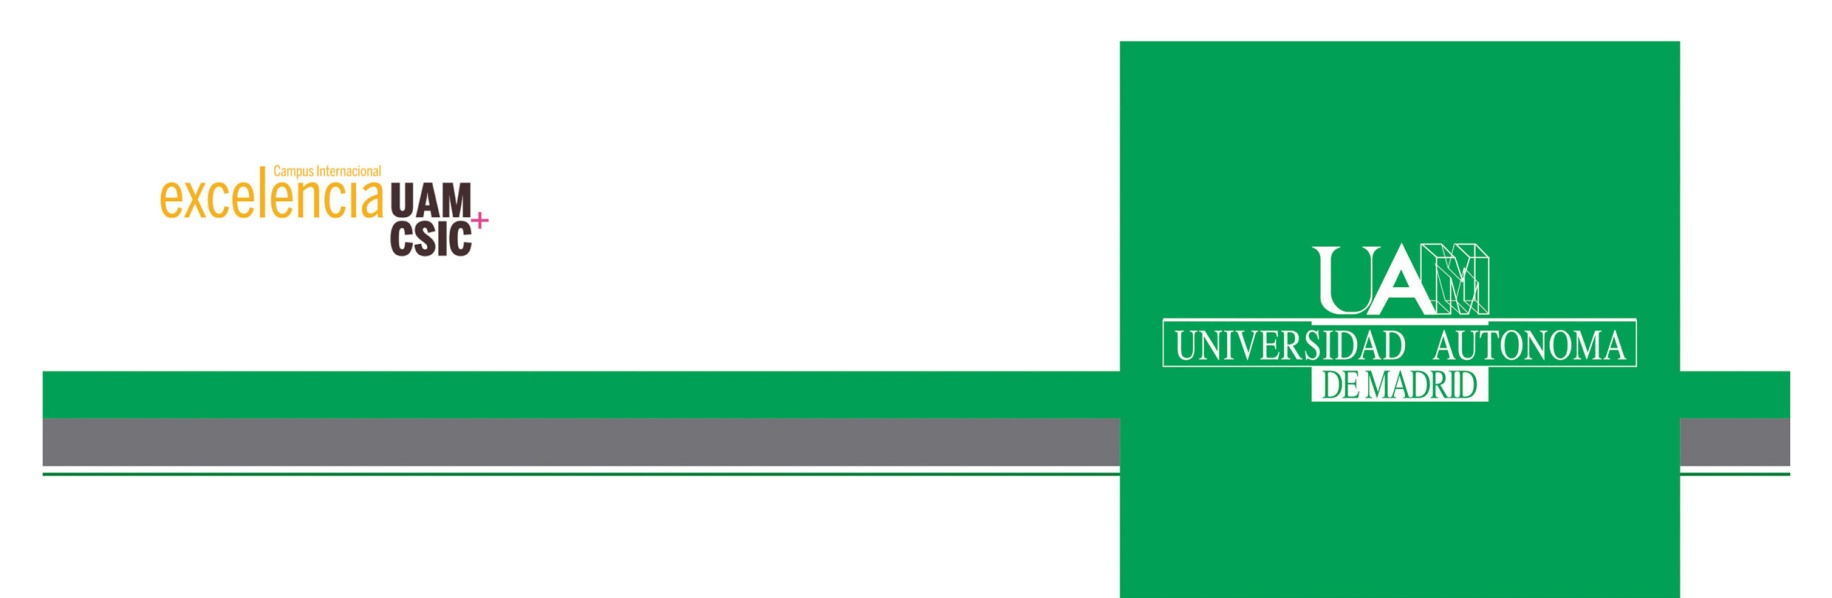 Campus Internacional
excelencia UAM
CSIC+
UAM
UNIVERSIDAD AUTONOMA
DE MADRID